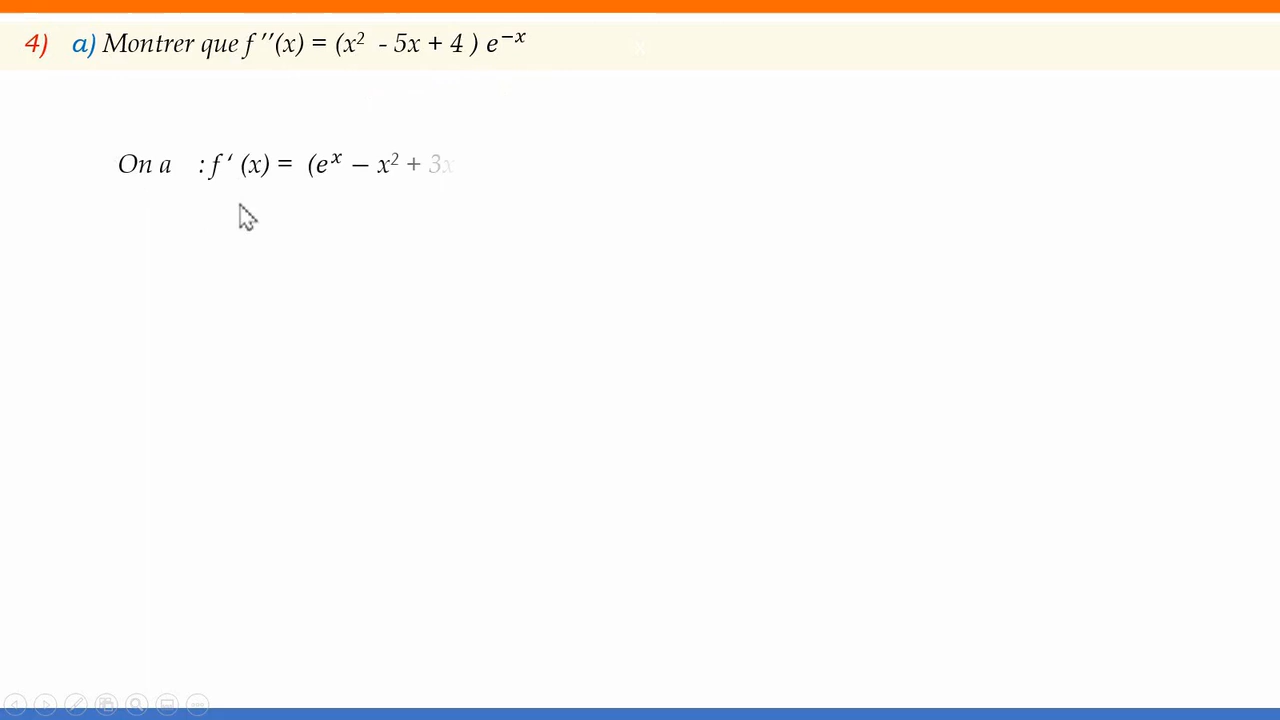 4) a) Montrer que f ′′(x) = (x² - 5x + 4 ) e⁻ˣ
On a : f ‘ (x) = (eˣ − x² + 3x